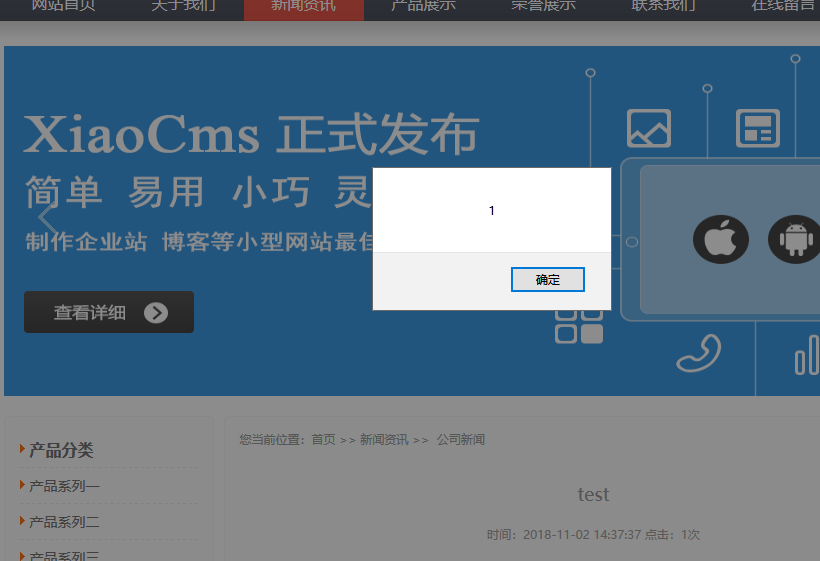 网站首页 关于我们 新闻资讯 产品展示 荣誉展示 联系我们 在线留言
XiaoCms 正式发布
简单 易用 小巧 灵
制作企业站 博客等小型网站最佳
查看详细
1
确定
产品分类
产品系列一
产品系列二
产品系列三
您当前位置：首页 >> 新闻资讯 >> 公司新闻
test
时间：2018-11-02 14:37:37 点击：1次